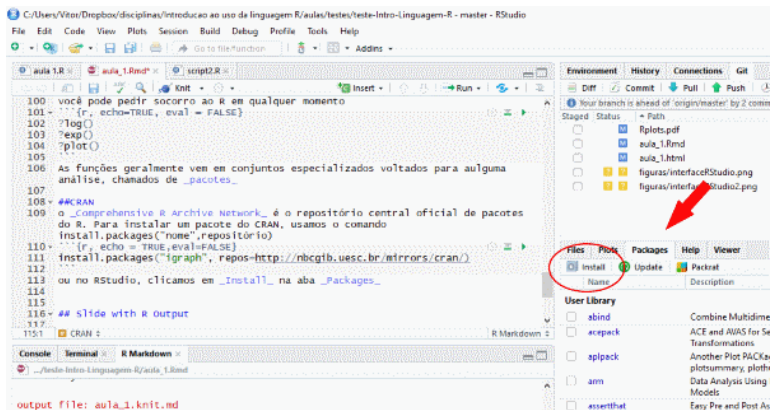 C:/Users/Vitor/Dropbox/disciplinas/Introducao ao uso da linguagem R/aulas/testes/teste-Intro-Linguagem-R - master - RStudio
File Edit Code View Plots Session Build Debug Profile Tools Help
Go to file/function Addins
aula 1.R aula_1.Rmd* script2.R
Knit Insert Run
100 você pode pedir socorro ao R em qualquer momento
101 ```{r, echo=TRUE, eval = FALSE}
102 ?log()
103 ?exp()
104 ?plot()
105 ```
106 As funções geralmente vem em conjuntos especializados voltados para aulguma
análise, chamados de _pacotes_
107
108 ##CRAN
109 o _Comprehensive R Archive Network_ é o repositório central oficial de pacotes
do R. Para instalar um pacote do CRAN, usamos o comando
install.packages("nome",repositório)
110 ```{r, echo = TRUE,eval=FALSE}
111 install.packages("igraph", repos=http://nbcgib.uesc.br/mirrors/cran/)
112 ```
113 ou no RStudio, clicamos em _Install_ na aba _Packages_
114
115
116 ## Slide with R Output
117
115:1 CRAN R Markdown
Console Terminal R Markdown
.../teste-Intro-Linguagem-R/aula_1.Rmd
output file: aula_1.knit.md
Environment History Connections Git
Diff Commit Pull Push
Your branch is ahead of 'origin/master' by 2 comm
Staged Status Path
Rplots.pdf
aula_1.Rmd
aula_1.html
figuras/interfaceRStudio.png
figuras/interfaceRStudio2.png
Files Plots Packages Help Viewer
Install Update Packrat
Name Description
User Library
abind Combine Multidime
acepack ACE and AVAS for Se
Transformations
aplpack Another Plot PACKa
plotsummary, plothu
arm Data Analysis Using
Models
assertthat Easy Pre and Post As